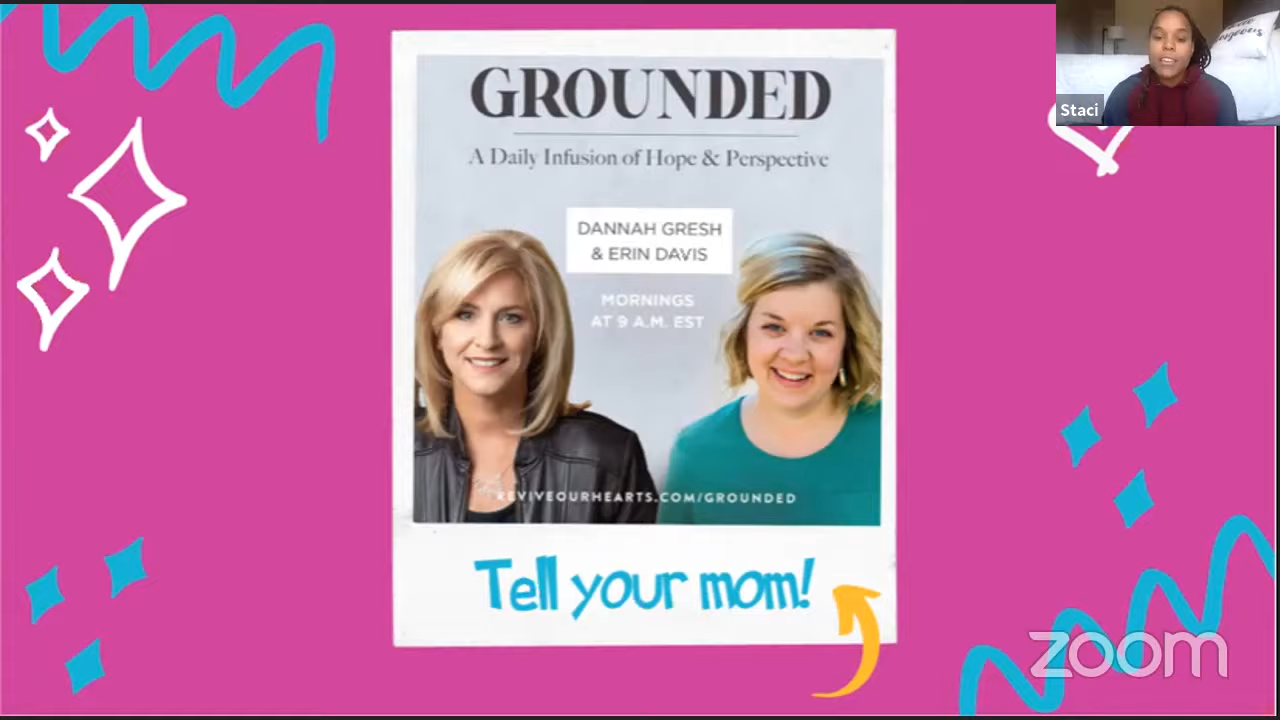 GROUNDED
A Daily Infusion of Hope & Perspective
DANNAH GRESH
& ERIN DAVIS
MORNINGS
AT 9 A.M. EST
REVIVEOURHEARTS.COM/GROUNDED
Tell your mom!
Staci
zoom